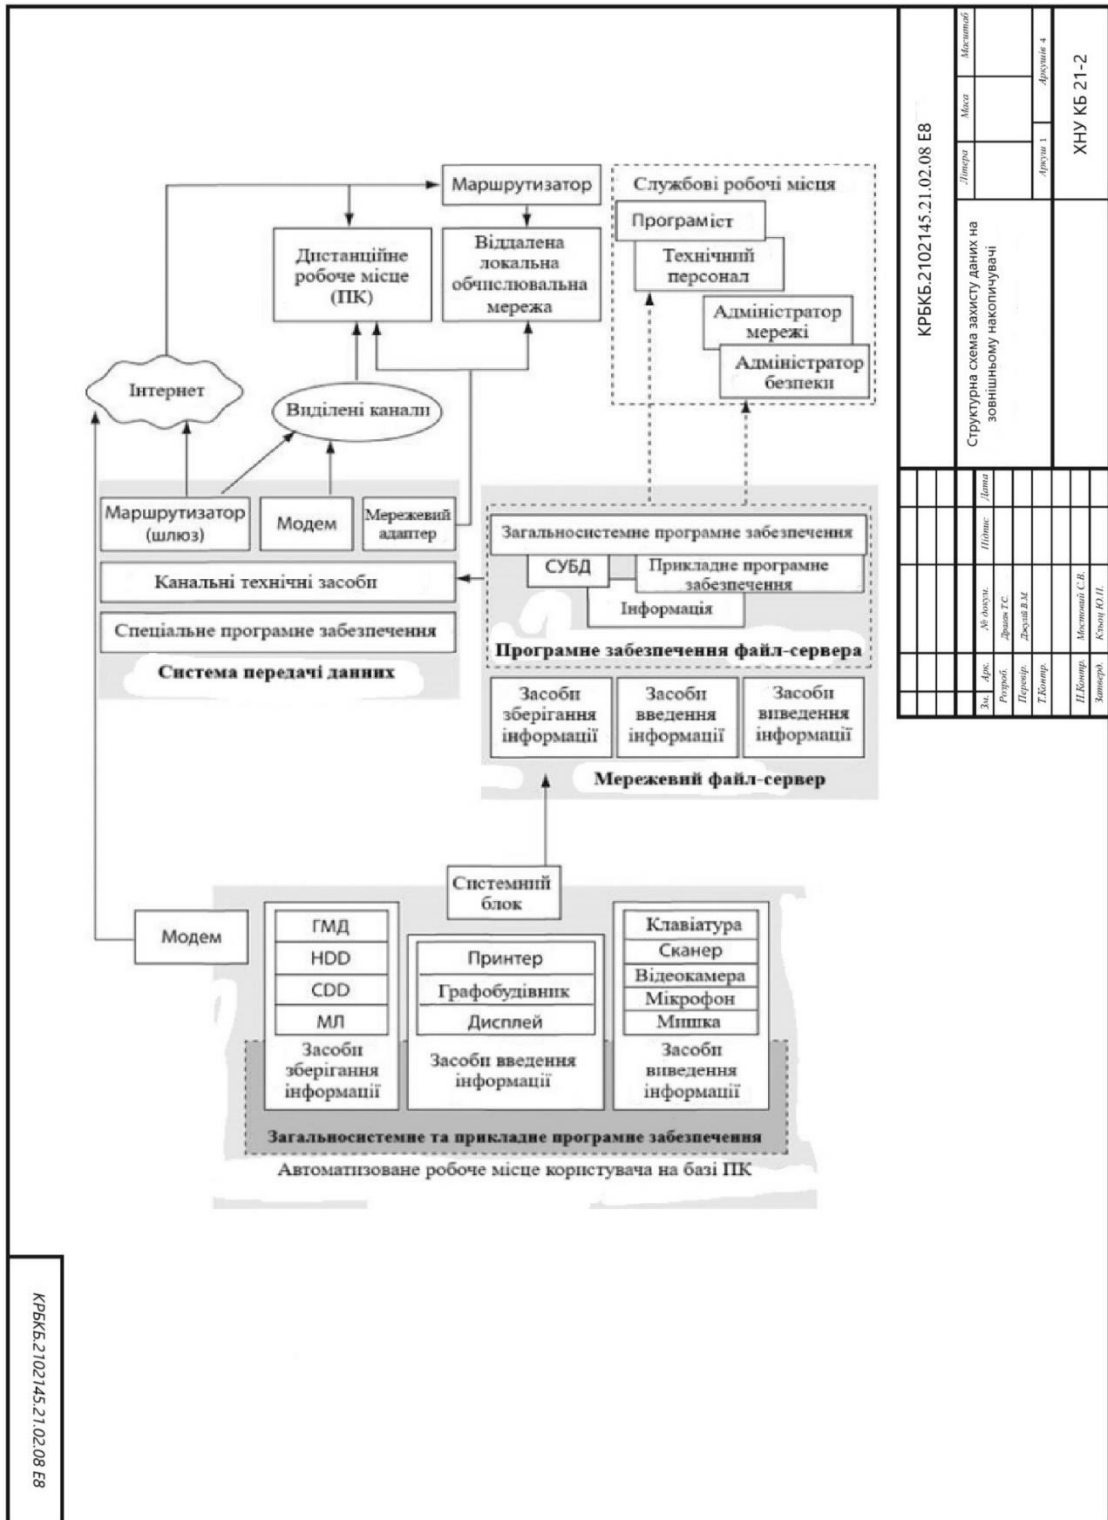 Маршрутизатор
Службові робочі місця
Програміст
Технічний
персонал
Адміністратор
мережі
Адміністратор
безпеки
Дистанційне
робоче місце
(ПК)
Віддалена
локальна
обчислювальна
мережа
Інтернет
Виділені канали
Маршрутизатор
(шлюз)
Модем
Мережевий
адаптер
Канальні технічні засоби
Спеціальне програмне забезпечення
Система передачі данних
Загальносистемне програмне забезпечення
СУБД
Прикладне програмне
забезпечення
Інформація
Програмне забезпечення файл-сервера
Засоби
зберігання
інформації
Засоби
введення
інформації
Засоби
виведення
інформації
Мережевий файл-сервер
Системний
блок
Модем
ГМД
HDD
CDD
МЛ
Засоби
зберігання
інформації
Принтер
Графобудівник
Дисплей
Засоби введення
інформації
Клавіатура
Сканер
Відеокамера
Мікрофон
Мишка
Засоби
виведення
інформації
Загальносистемне та прикладне програмне забезпечення
Автоматизоване робоче місце користувача на базі ПК
КРБКБ.2102145.21.02.08 Е8
Структурна схема захисту даних на
зовнішньому накопичувачі
Літера Маса Масштаб
Аркуш 1 Аркушів 4
ХНУ КБ 21-2
Зм. Арк. № докум. Підпис Дата
Розроб.
Перевір. Джулій В.М.
Т.Контр.
Н.Контр. Мостовий С.В.
Затверд. Кльоц Ю.П.
КРБКБ.2102145.21.02.08 Е8